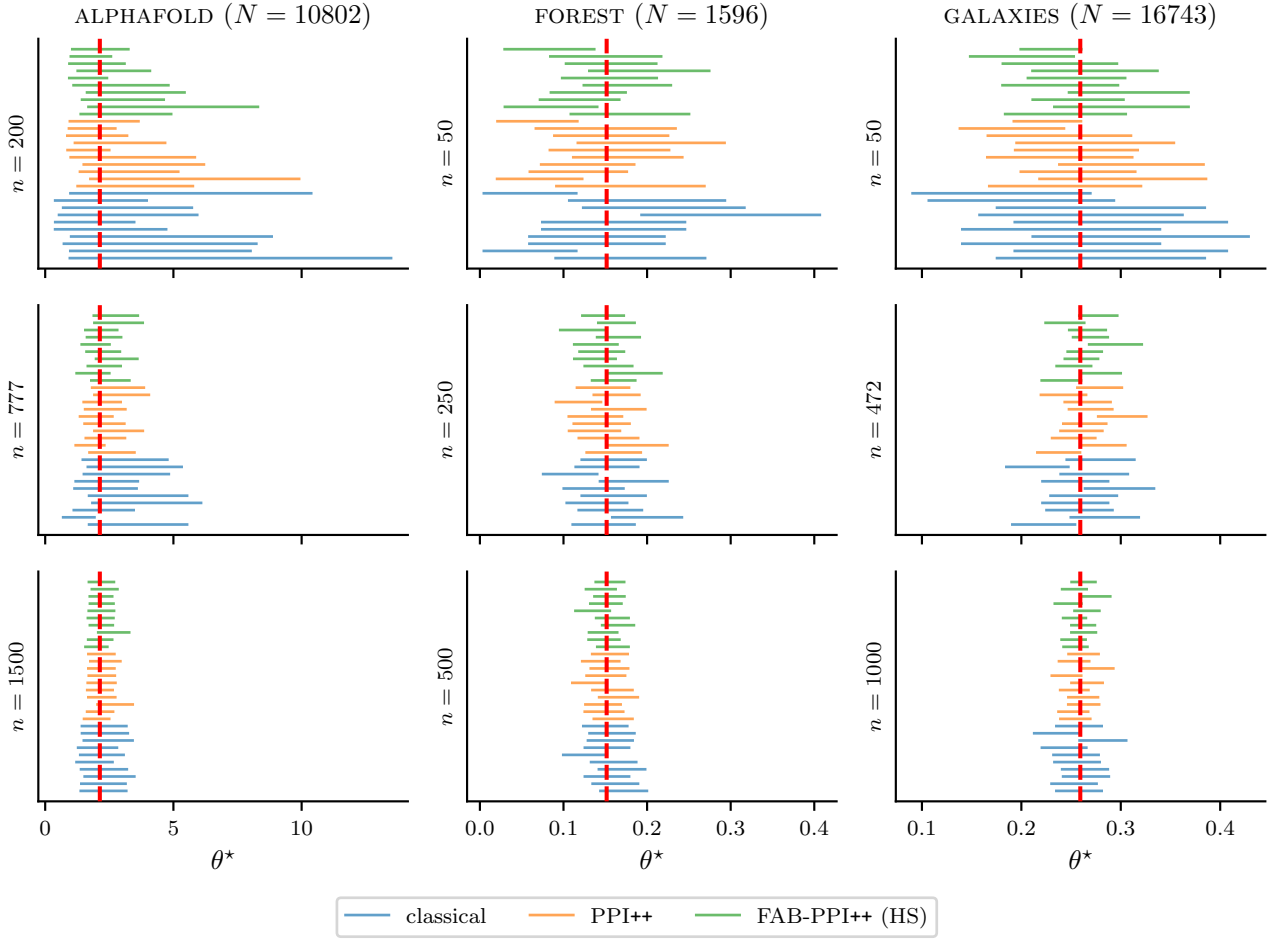 ALPHAFOLD (N = 10802)
FOREST (N = 1596)
GALAXIES (N = 16743)
n = 200
n = 50
n = 50
n = 777
n = 250
n = 472
n = 1500
n = 500
n = 1000
0 5 10
0.0 0.1 0.2 0.3 0.4
0.1 0.2 0.3 0.4
θ⋆
θ⋆
θ⋆
classical PPI++ FAB-PPI++ (HS)